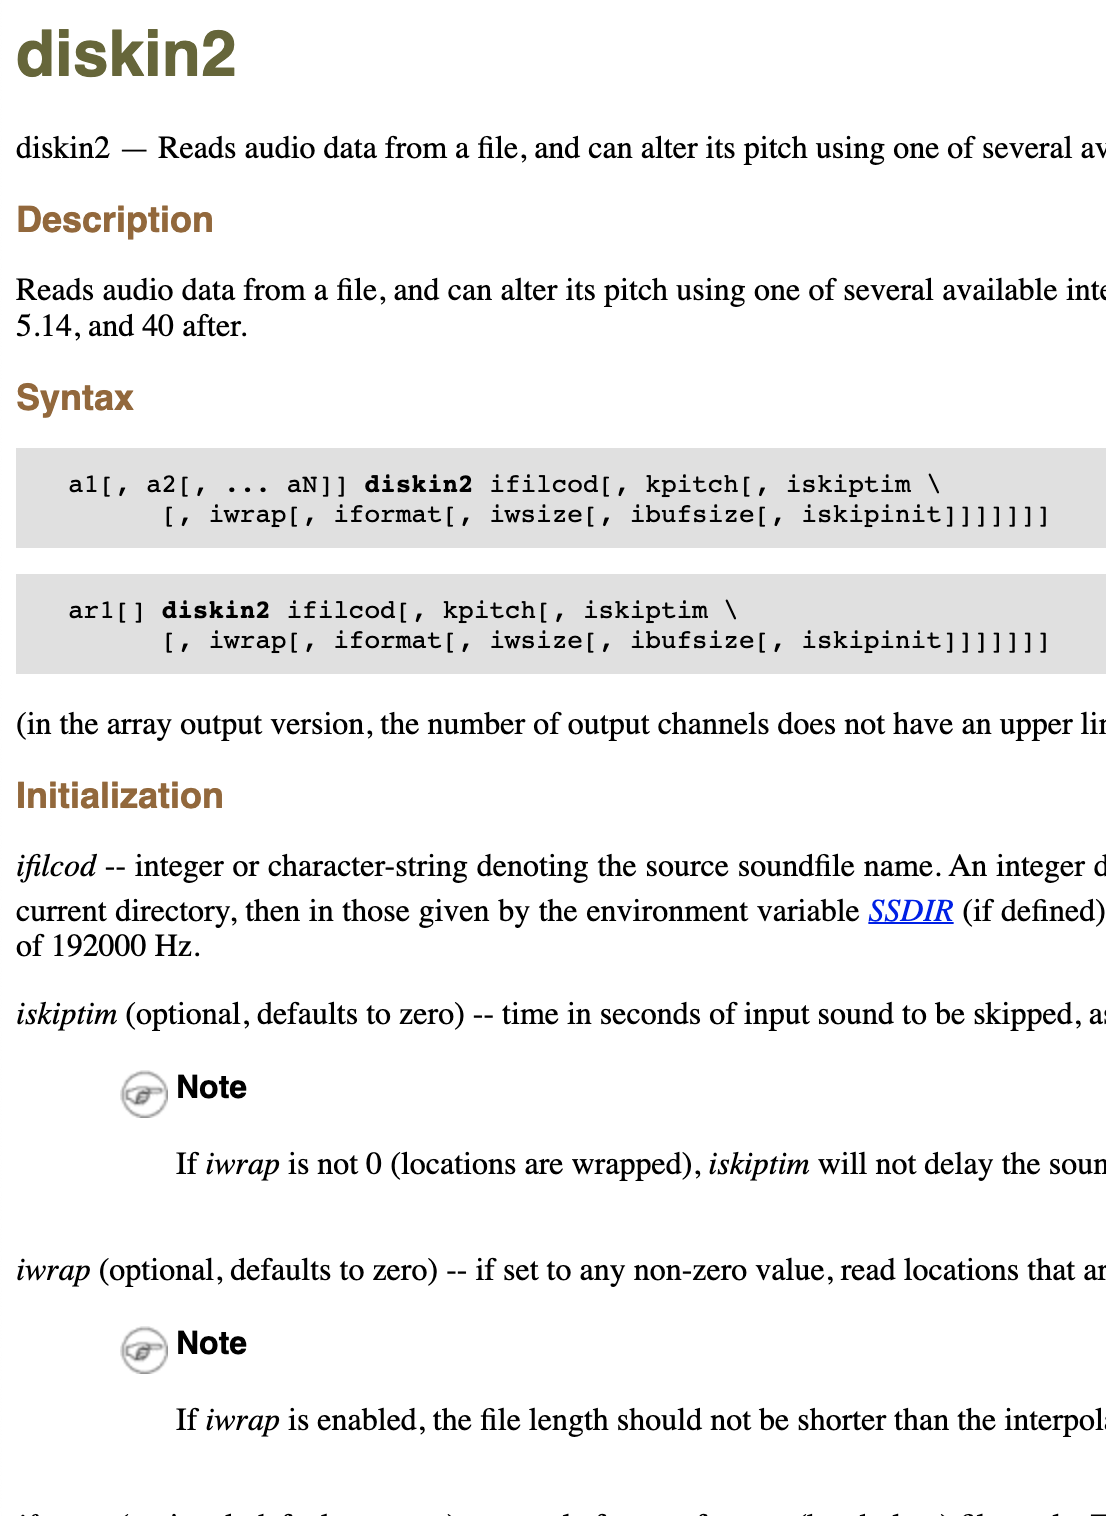 diskin2
diskin2 — Reads audio data from a file, and can alter its pitch using one of several av
Description
Reads audio data from a file, and can alter its pitch using one of several available inte
5.14, and 40 after.
Syntax
a1[, a2[, ... aN]] diskin2 ifilcod[, kpitch[, iskiptim \
[, iwrap[, iformat[, iwsize[, ibufsize[, iskipinit]]]]]]]
ar1[] diskin2 ifilcod[, kpitch[, iskiptim \
[, iwrap[, iformat[, iwsize[, ibufsize[, iskipinit]]]]]]]
(in the array output version, the number of output channels does not have an upper lim
Initialization
ifilcod -- integer or character-string denoting the source soundfile name. An integer d
current directory, then in those given by the environment variable SSDIR (if defined)
of 192000 Hz.
iskiptim (optional, defaults to zero) -- time in seconds of input sound to be skipped, as
Note
If iwrap is not 0 (locations are wrapped), iskiptim will not delay the soun
iwrap (optional, defaults to zero) -- if set to any non-zero value, read locations that ar
Note
If iwrap is enabled, the file length should not be shorter than the interpola